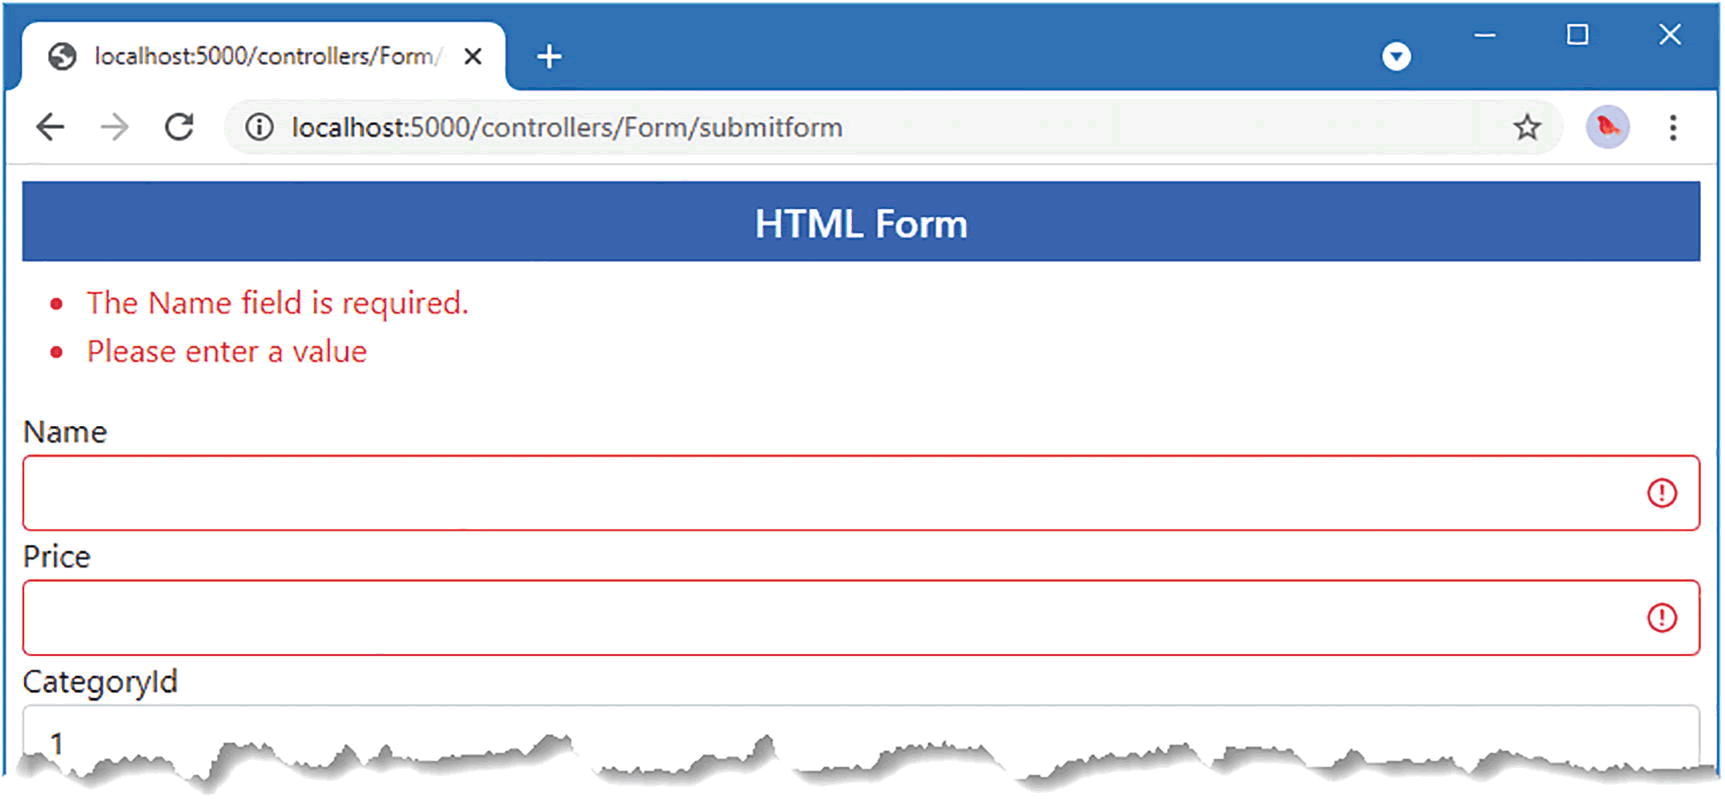 localhost:5000/controllers/Form/
localhost:5000/controllers/Form/submitform
HTML Form
• The Name field is required.
• Please enter a value
Name
Price
CategoryId
1